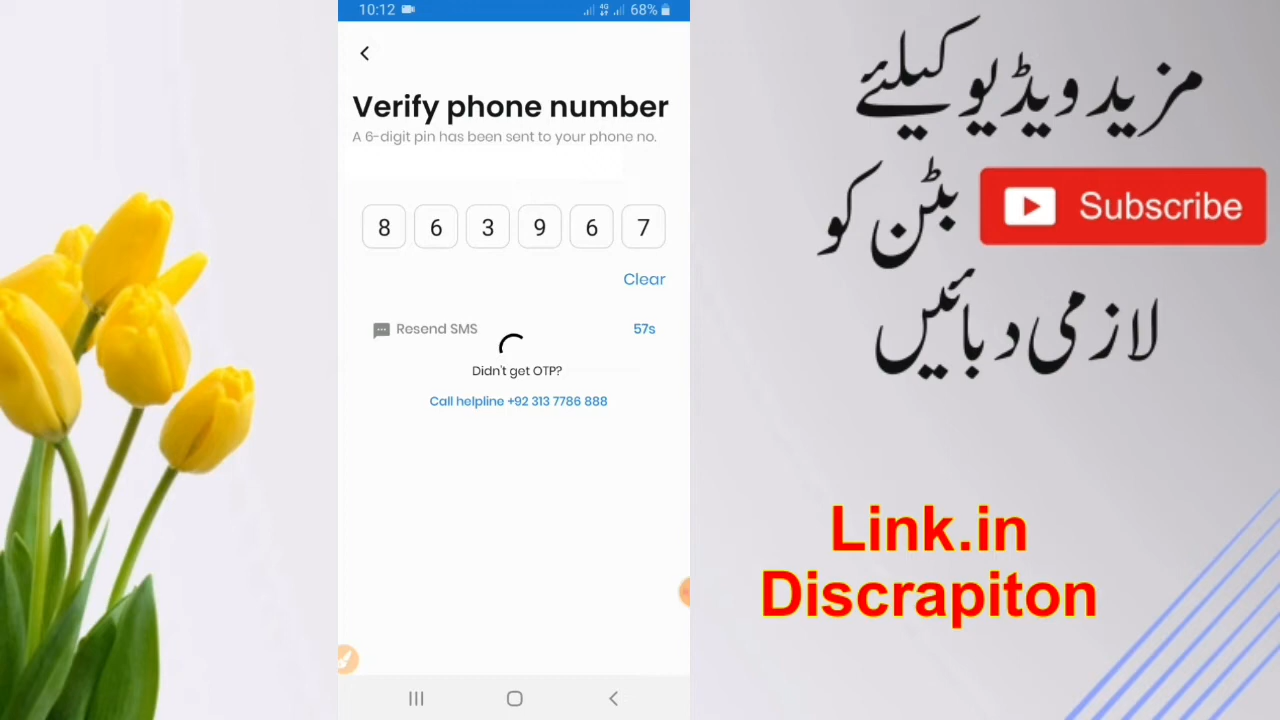 10:12 4G 68%
Verify phone number
A 6-digit pin has been sent to your phone no.
8 6 3 9 6 7
Clear
Resend SMS 57s
Didn't get OTP?
Call helpline +92 313 7786 888
مزید ویڈیو کیلئے
Subscribe بٹن کو
لازمی دبائیں
Link.in
Discrapiton